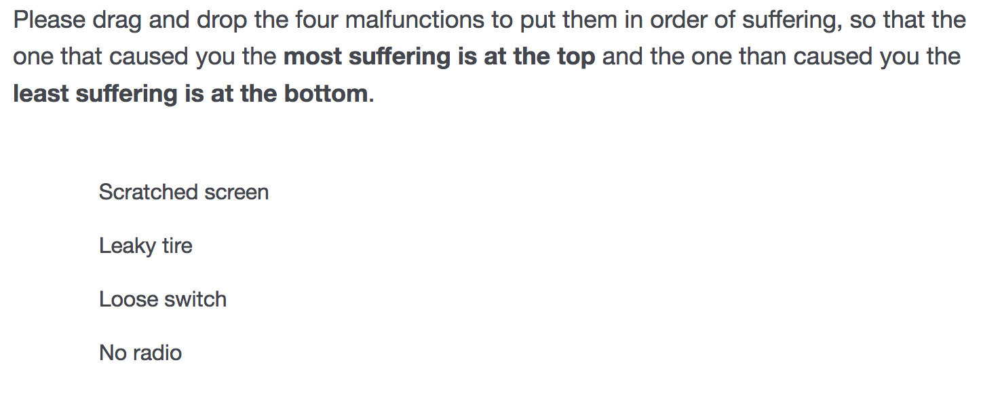 Please drag and drop the four malfunctions to put them in order of suffering, so that the
one that caused you the most suffering is at the top and the one than caused you the
least suffering is at the bottom.
Scratched screen
Leaky tire
Loose switch
No radio